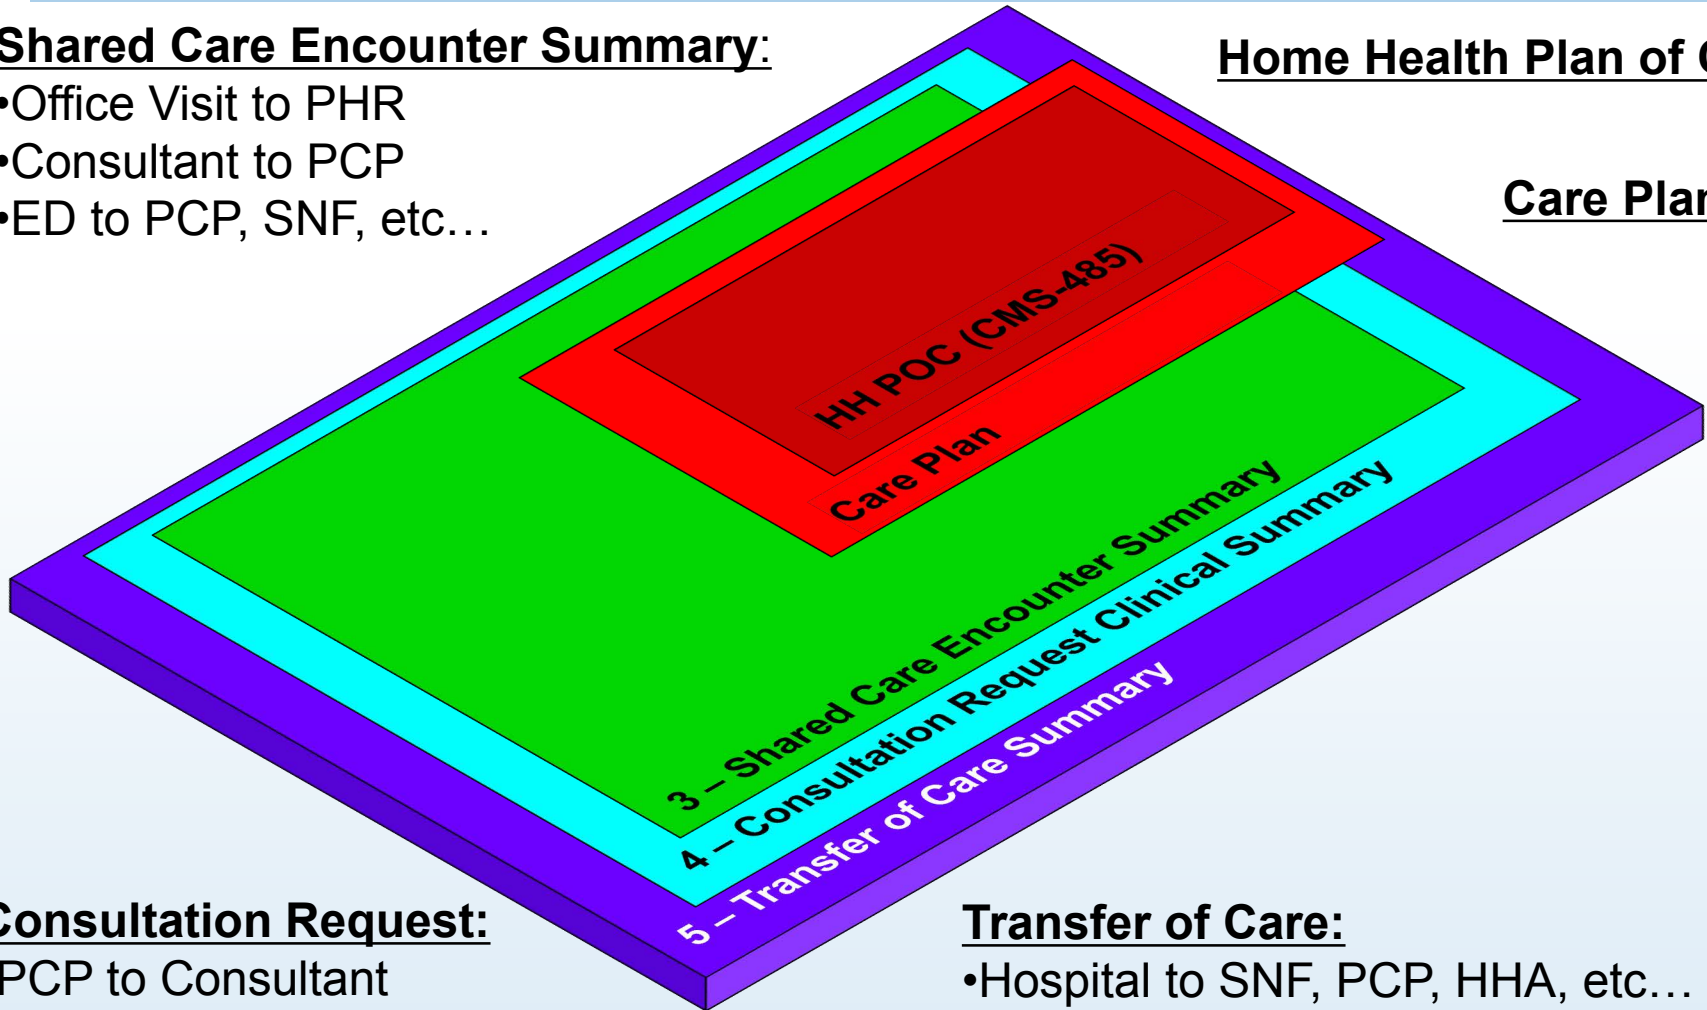 Shared Care Encounter Summary:
•Office Visit to PHR
•Consultant to PCP
•ED to PCP, SNF, etc…
Home Health Plan of
Care Plan
HH POC (CMS-485)
Care Plan
3 – Shared Care Encounter Summary
4 – Consultation Request Clinical Summary
5 – Transfer of Care Summary
Consultation Request:
PCP to Consultant
Transfer of Care:
•Hospital to SNF, PCP, HHA, etc…